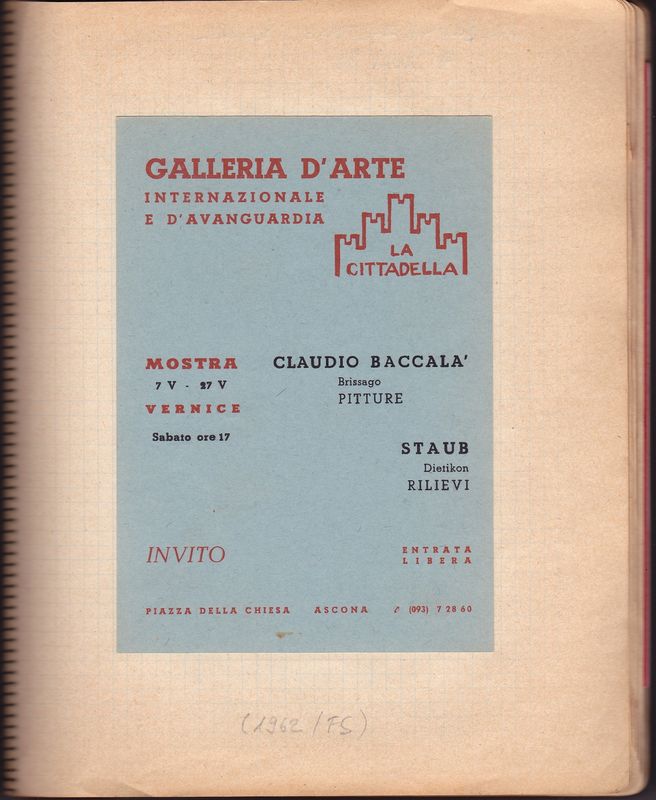 GALLERIA D'ARTE
INTERNAZIONALE
E D'AVANGUARDIA
LA
CITTADELLA
MOSTRA
7 V - 27 V
VERNICE
Sabato ore 17
CLAUDIO BACCALA'
Brissago
PITTURE
STAUB
Dietikon
RILIEVI
INVITO
ENTRATA
LIBERA
PIAZZA DELLA CHIESA ASCONA ✆ (093) 7 28 60
(1962/FS)